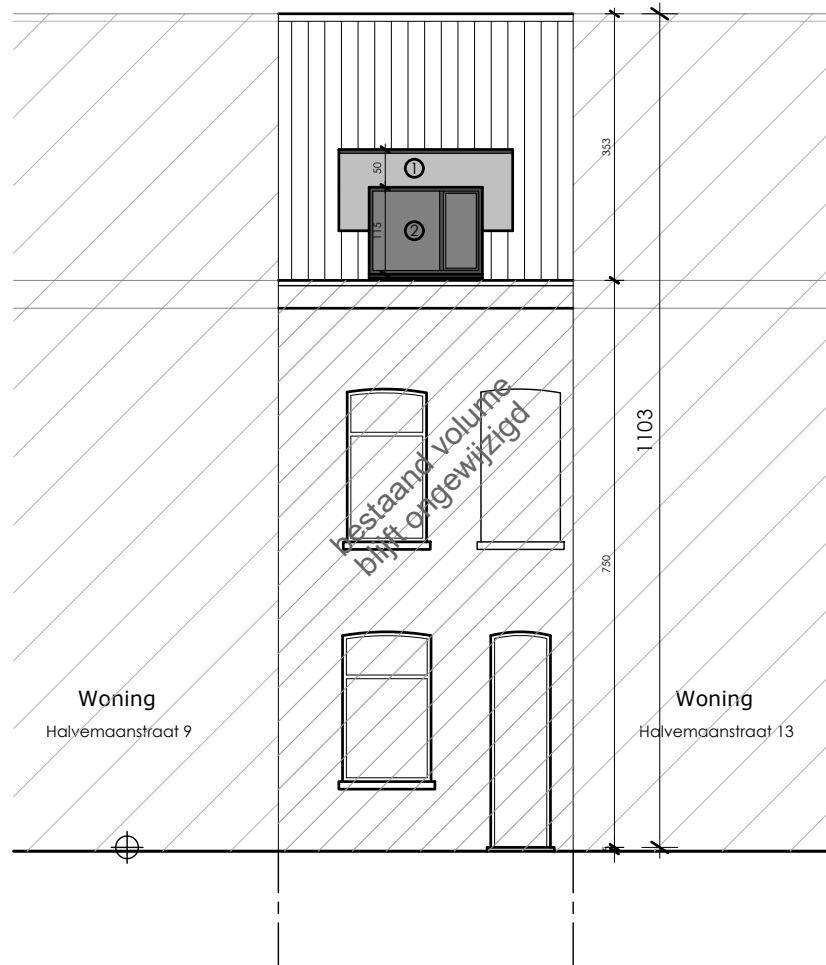 353
50
1
115
2
bestaand volume
blijft ongewijzigd
1103
750
Woning
Halvemaanstraat 9
Woning
Halvemaanstraat 13